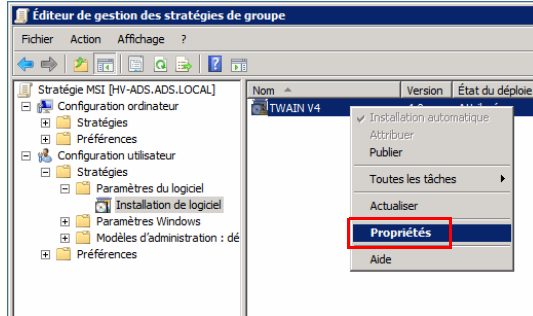 Éditeur de gestion des stratégies de groupe
Fichier Action Affichage ?
Stratégie MSI [HV-ADS.ADS.LOCAL]
Configuration ordinateur
Stratégies
Préférences
Configuration utilisateur
Stratégies
Paramètres du logiciel
Installation de logiciel
Paramètres Windows
Modèles d'administration : dé
Préférences
Nom Version État du déploie
TWAIN V4
Installation automatique
Attribuer
Publier
Toutes les tâches
Actualiser
Propriétés
Aide